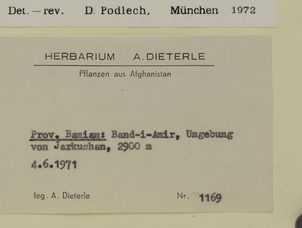 Det. — rev. D. Podlech, München 1972
HERBARIUM A. DIETERLE
Pflanzen aus Afghanistan
Prov. Bamian: Band-i-Amir, Umgebung
von Jarkuchan, 2900 m
4.6.1971
leg. A. Dieterle Nr. 1169